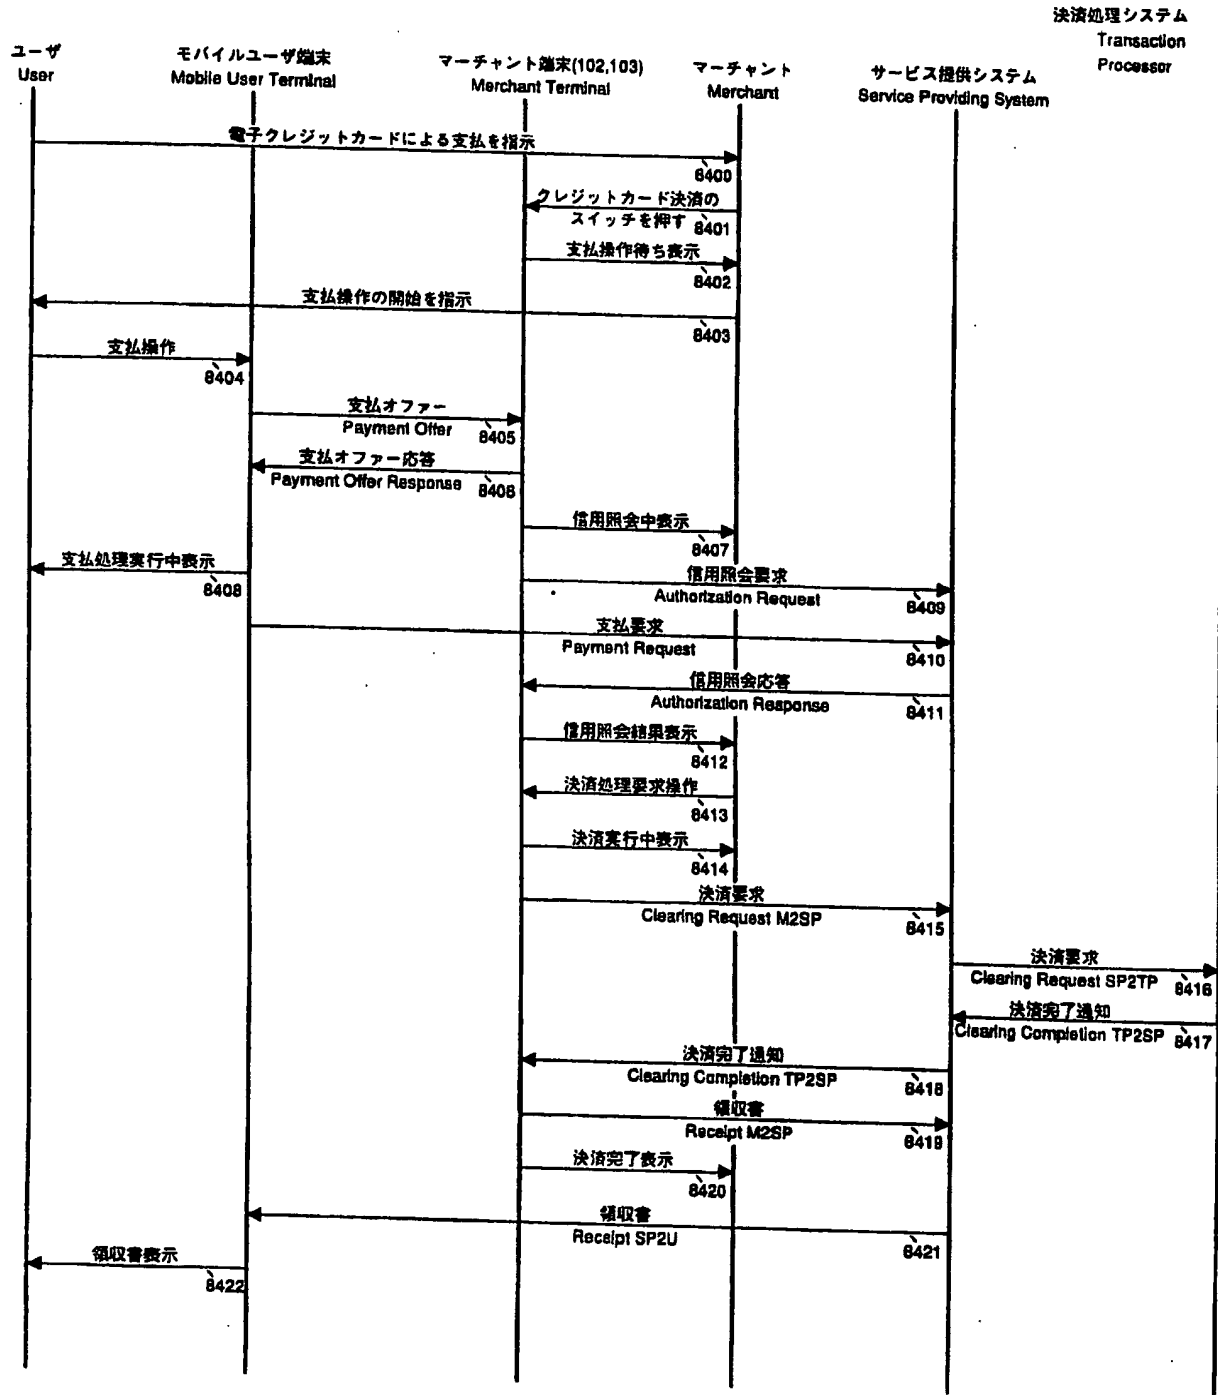 決済処理システム
Transaction
Processor
ユーザ
User
モバイルユーザ端末
Mobile User Terminal
マーチャント端末(102,103)
Merchant Terminal
マーチャント
Merchant
サービス提供システム
Service Providing System
電子クレジットカードによる支払を指示
8400
クレジットカード決済の
スイッチを押す 8401
支払操作待ち表示
8402
支払操作の開始を指示
8403
支払操作
8404
支払オファー
Payment Offer 8405
支払オファー応答
Payment Offer Response 8406
信用照会中表示
8407
支払処理実行中表示
8408
信用照会要求
Authorization Request 8409
支払要求
Payment Request 8410
信用照会応答
Authorization Response 8411
信用照会結果表示
8412
決済処理要求操作
8413
決済実行中表示
8414
決済要求
Clearing Request M2SP 8415
決済要求
Clearing Request SP2TP 8416
決済完了通知
Clearing Completion TP2SP 8417
決済完了通知
Clearing Completion TP2SP 8418
領収書
Receipt M2SP 8419
決済完了表示
8420
領収書
Receipt SP2U 8421
領収書表示
8422